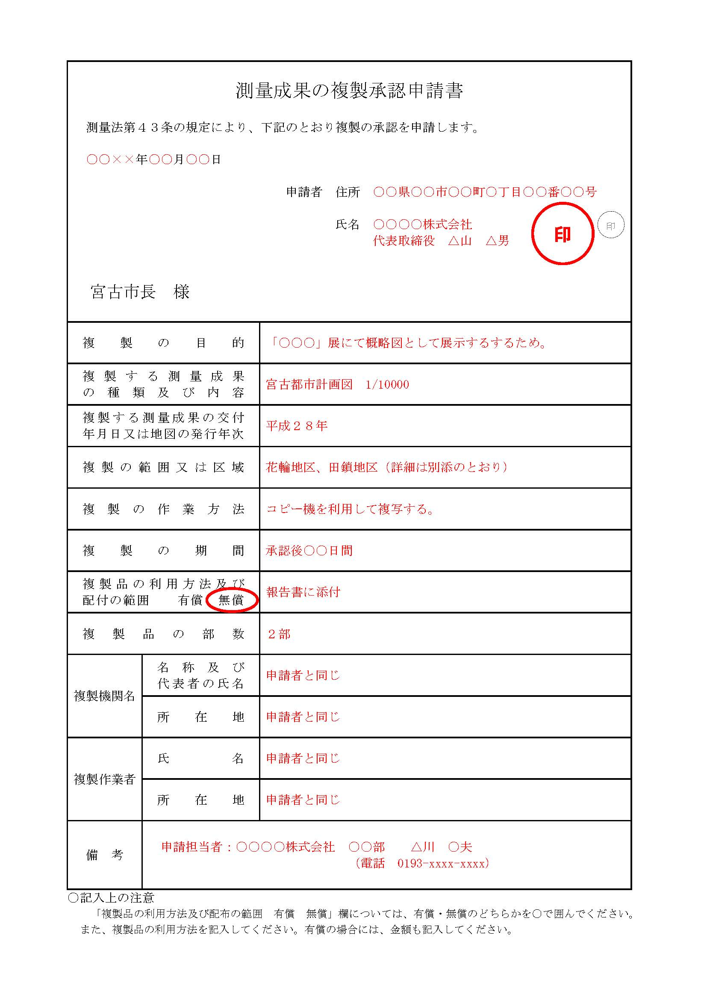 測量成果の複製承認申請書
測量法第４３条の規定により、下記のとおり複製の承認を申請します。
○○××年○○月○○日
申請者　住所　○○県○○市○○町○丁目○○番○○号
氏名　○○○○株式会社
代表取締役　△山　△男
印
印
宮古市長　様
複製の目的
「○○○」展にて概略図として展示するするため。
複製する測量成果
の種類及び内容
宮古都市計画図　1/10000
複製する測量成果の交付
年月日又は地図の発行年次
平成２８年
複製の範囲又は区域
花輪地区、田鎖地区（詳細は別添のとおり）
複製の作業方法
コピー機を利用して複写する。
複製の期間
承認後○○日間
複製品の利用方法及び
配付の範囲　　有償　無償
報告書に添付
複製品の部数
２部
複製機関名
名称及び
代表者の氏名
申請者と同じ
所在地
申請者と同じ
複製作業者
氏名
申請者と同じ
所在地
申請者と同じ
備　考
申請担当者：○○○○株式会社　○○部　　△川　○夫
（電話　0193-xxxx-xxxx）
○記入上の注意
「複製品の利用方法及び配布の範囲　有償　無償」欄については、有償・無償のどちらかを○で囲んでください。
また、複製品の利用方法を記入してください。有償の場合には、金額も記入してください。